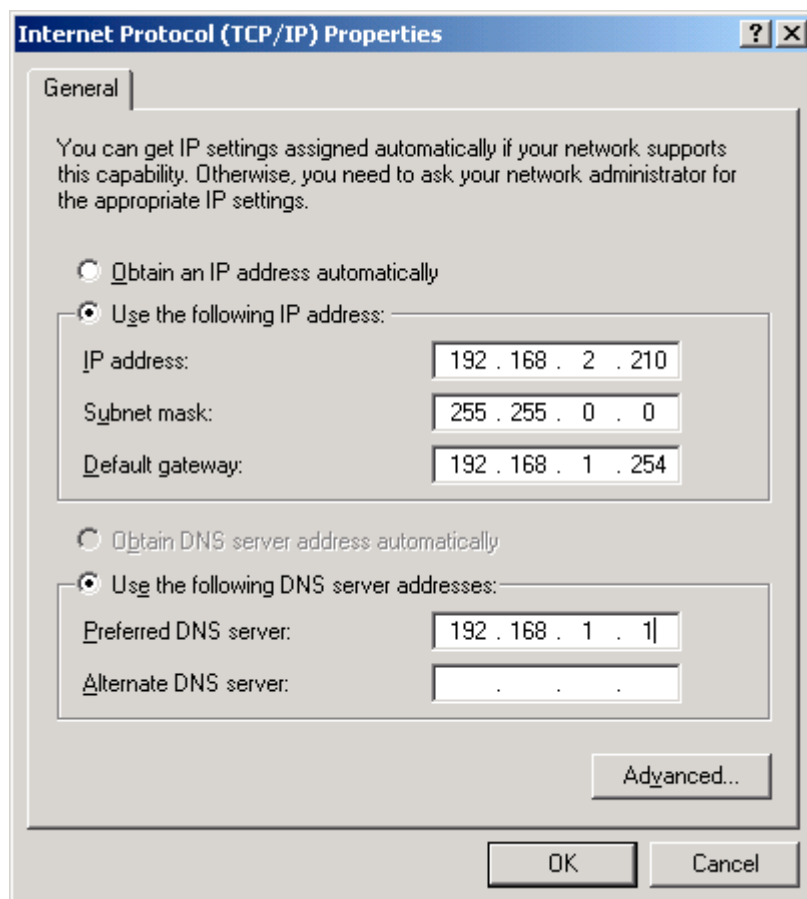 Internet Protocol (TCP/IP) Properties
General
You can get IP settings assigned automatically if your network supports
this capability. Otherwise, you need to ask your network administrator for
the appropriate IP settings.
Obtain an IP address automatically
Use the following IP address:
IP address: 192 . 168 . 2 . 210
Subnet mask: 255 . 255 . 0 . 0
Default gateway: 192 . 168 . 1 . 254
Obtain DNS server address automatically
Use the following DNS server addresses:
Preferred DNS server: 192 . 168 . 1 . 1
Alternate DNS server: . . .
Advanced...
OK Cancel